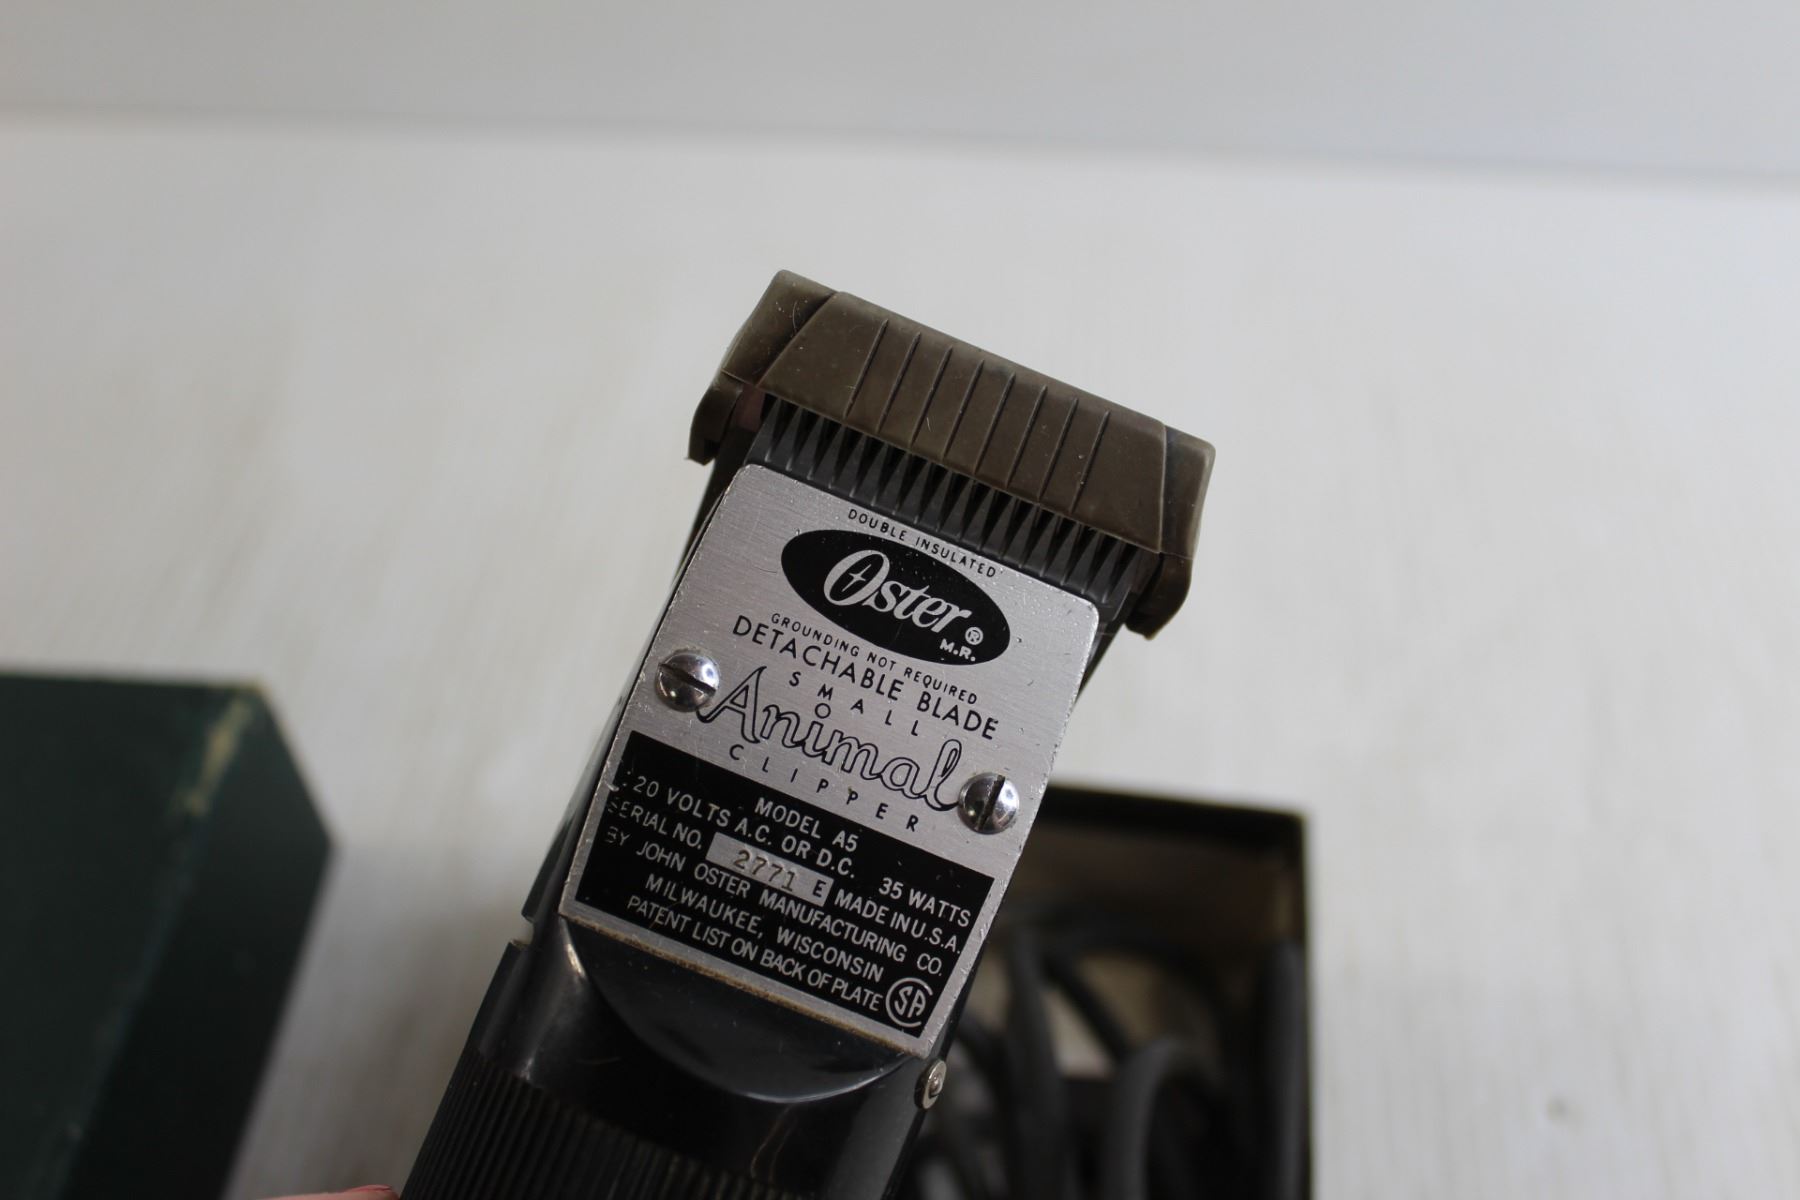 DOUBLE INSULATED
Oster®
M.R.
GROUNDING NOT REQUIRED
DETACHABLE BLADE
SMALL
Animal
CLIPPER
MODEL A5
120 VOLTS A.C. OR D.C. 35 WATTS
SERIAL NO. 2771 E MADE IN U.S.A.
BY JOHN OSTER MANUFACTURING CO.
MILWAUKEE, WISCONSIN
PATENT LIST ON BACK OF PLATE SA